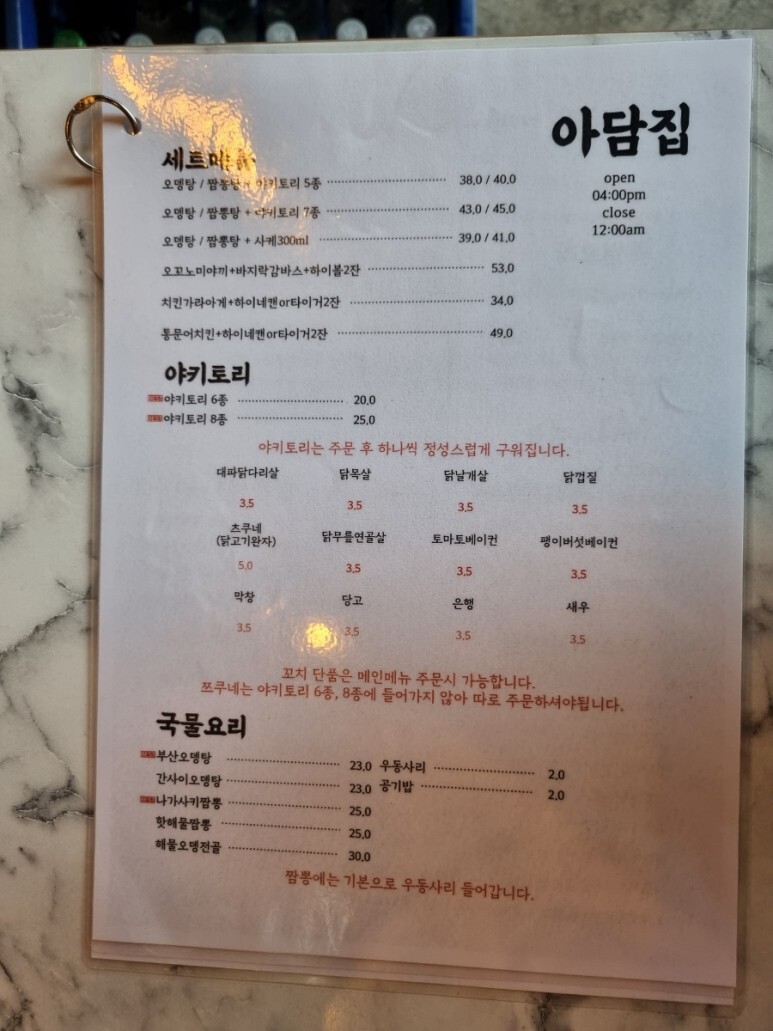 아담집
open
04:00pm
close
12:00am
세트메뉴
오뎅탕 / 짬뽕탕 + 야키토리 5종 38,0 / 40,0
오뎅탕 / 짬뽕탕 + 야키토리 7종 43,0 / 45,0
오뎅탕 / 짬뽕탕 + 사케300ml 39,0 / 41,0
오꼬노미야끼+바지락감바스+하이볼2잔 53,0
치킨가라아게+하이네켄or타이거2잔 34,0
통문어치킨+하이네캔or타이거2잔 49,0
야키토리
야키토리 6종 20,0
야키토리 8종 25,0
야키토리는 주문 후 하나씩 정성스럽게 구워집니다.
대파닭다리살 닭목살 닭날개살 닭껍질
3,5 3,5 3,5 3,5
츠쿠네
(닭고기완자) 닭무릎연골살 토마토베이컨 팽이버섯베이컨
5,0 3,5 3,5 3,5
막창 당고 은행 새우
3,5 3,5 3,5 3,5
꼬치 단품은 메인메뉴 주문시 가능합니다.
쯔쿠네는 야키토리 6종, 8종에 들어가지 않아 따로 주문하셔야됩니다.
국물요리
부산오뎅탕 23,0 우동사리 2,0
간사이오뎅탕 23,0 공기밥 2,0
나가사키짬뽕 25,0
핫해물짬뽕 25,0
해물오뎅전골 30,0
짬뽕에는 기본으로 우동사리 들어갑니다.